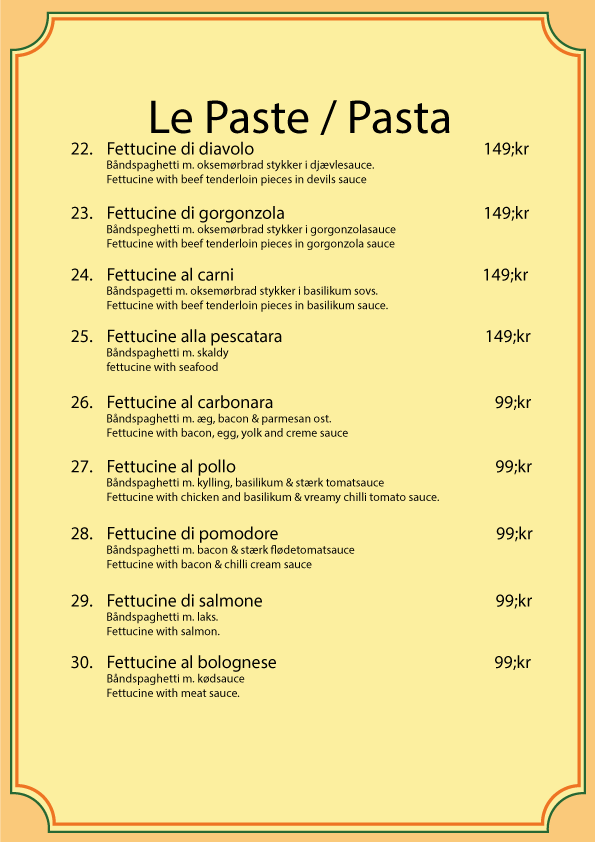 Le Paste / Pasta
22. Fettucine di diavolo 149;kr
Båndspaghetti m. oksemørbrad stykker i djævlesauce.
Fettucine with beef tenderloin pieces in devils sauce
23. Fettucine di gorgonzola 149;kr
Båndspeghetti m. oksemørbrad stykker i gorgonzolasauce
Fettucine with beef tenderloin pieces in gorgonzola sauce
24. Fettucine al carni 149;kr
Båndspagetti m. oksemørbrad stykker i basilikum sovs.
Fettucine with beef tenderloin pieces in basilikum sauce.
25. Fettucine alla pescatara 149;kr
Båndspaghetti m. skaldy
fettucine with seafood
26. Fettucine al carbonara 99;kr
Båndspaghetti m. æg, bacon & parmesan ost.
Fettucine with bacon, egg, yolk and creme sauce
27. Fettucine al pollo 99;kr
Båndspaghetti m. kylling, basilikum & stærk tomatsauce
Fettucine with chicken and basilikum & vreamy chilli tomato sauce.
28. Fettucine di pomodore 99;kr
Båndspaghetti m. bacon & stærk flødetomatsauce
Fettucine with bacon & chilli cream sauce
29. Fettucine di salmone 99;kr
Båndspaghetti m. laks.
Fettucine with salmon.
30. Fettucine al bolognese 99;kr
Båndspaghetti m. kødsauce
Fettucine with meat sauce.